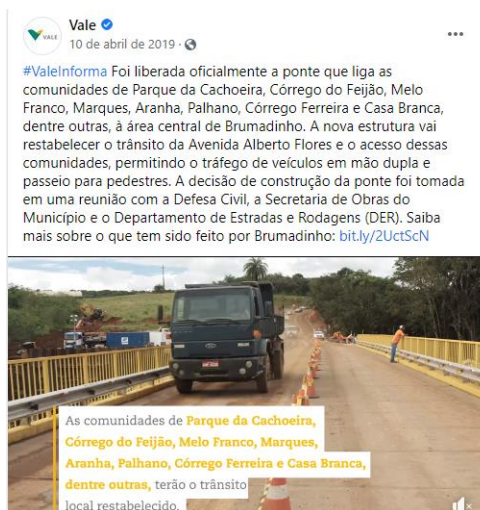 Vale
VALE
10 de abril de 2019 ·
#ValeInforma Foi liberada oficialmente a ponte que liga as
comunidades de Parque da Cachoeira, Córrego do Feijão, Melo
Franco, Marques, Aranha, Palhano, Córrego Ferreira e Casa Branca,
dentre outras, à área central de Brumadinho. A nova estrutura vai
restabelecer o trânsito da Avenida Alberto Flores e o acesso dessas
comunidades, permitindo o tráfego de veículos em mão dupla e
passeio para pedestres. A decisão de construção da ponte foi tomada
em uma reunião com a Defesa Civil, a Secretaria de Obras do
Município e o Departamento de Estradas e Rodagens (DER). Saiba
mais sobre o que tem sido feito por Brumadinho: bit.ly/2UctScN
As comunidades de Parque da Cachoeira,
Córrego do Feijão, Melo Franco, Marques,
Aranha, Palhano, Córrego Ferreira e Casa Branca,
dentre outras, terão o trânsito
local restabelecido.